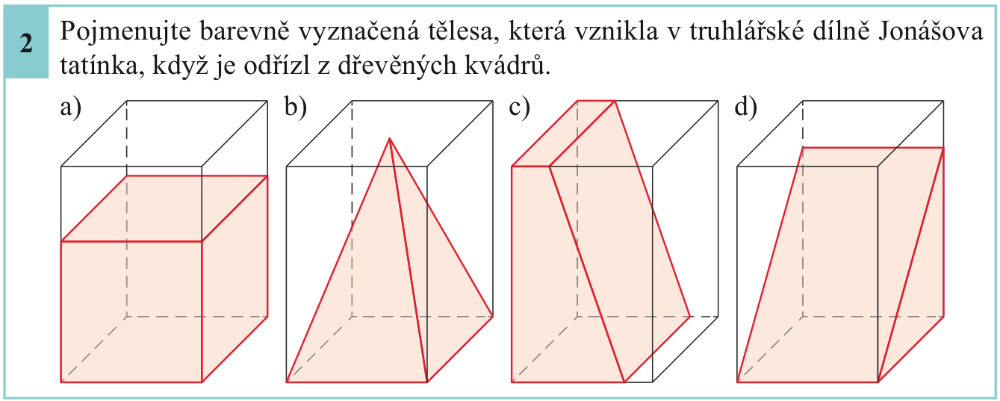 2
Pojmenujte barevně vyznačená tělesa, která vznikla v truhlářské dílně Jonášova
tatínka, když je odřízl z dřevěných kvádrů.
a) b) c) d)